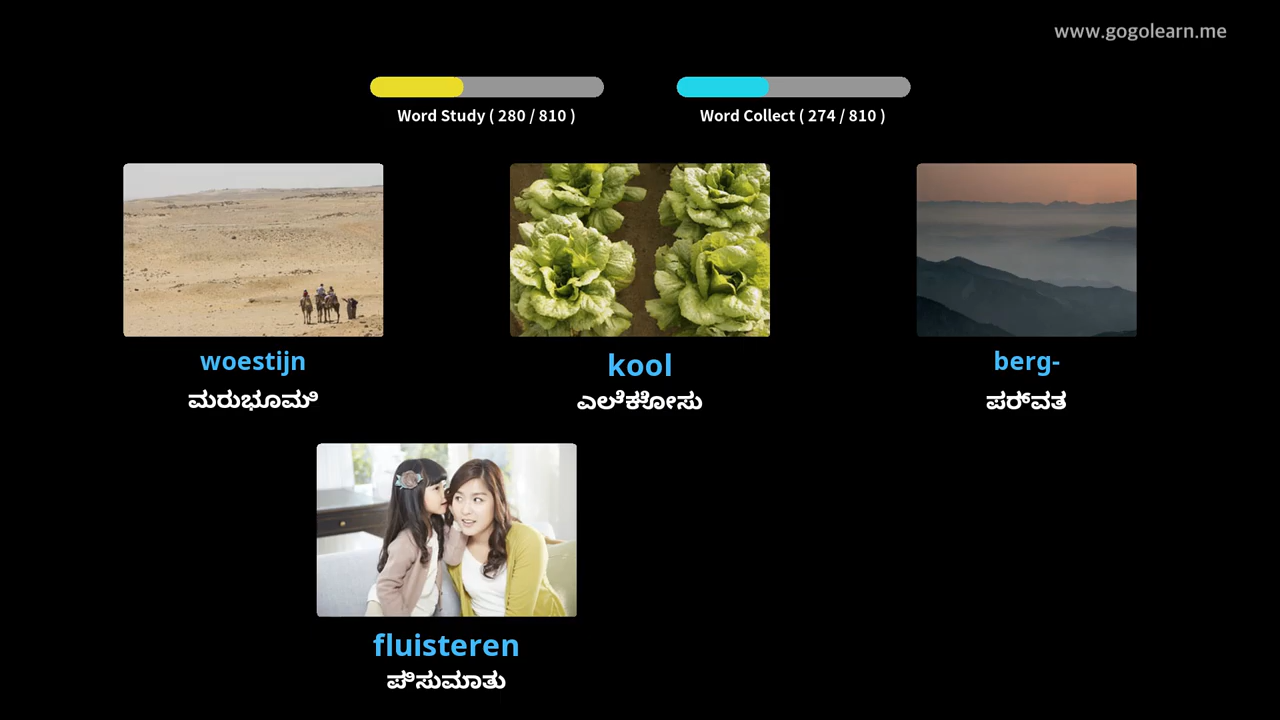 www.gogolearn.me
Word Study ( 280 / 810 )
Word Collect ( 274 / 810 )
woestijn
ಮರುಭೂಮಿ
kool
ಎಲೆಕೋಸು
berg-
ಪರ್ವತ
fluisteren
ಪಿಸುಮಾತು